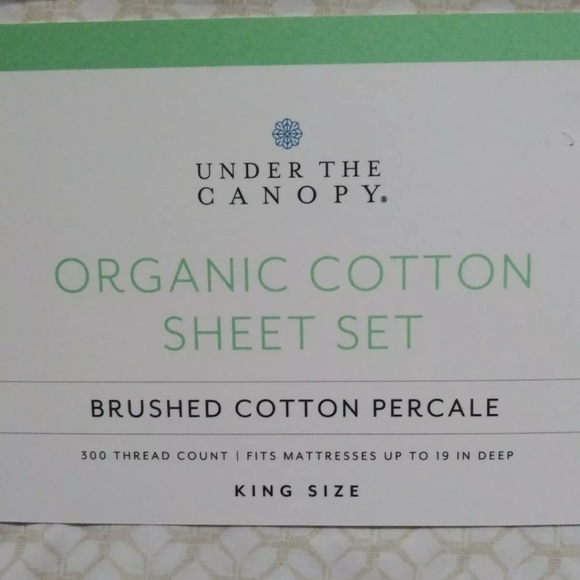 UNDER THE
CANOPY®
ORGANIC COTTON
SHEET SET
BRUSHED COTTON PERCALE
300 THREAD COUNT | FITS MATTRESSES UP TO 19 IN DEEP
KING SIZE